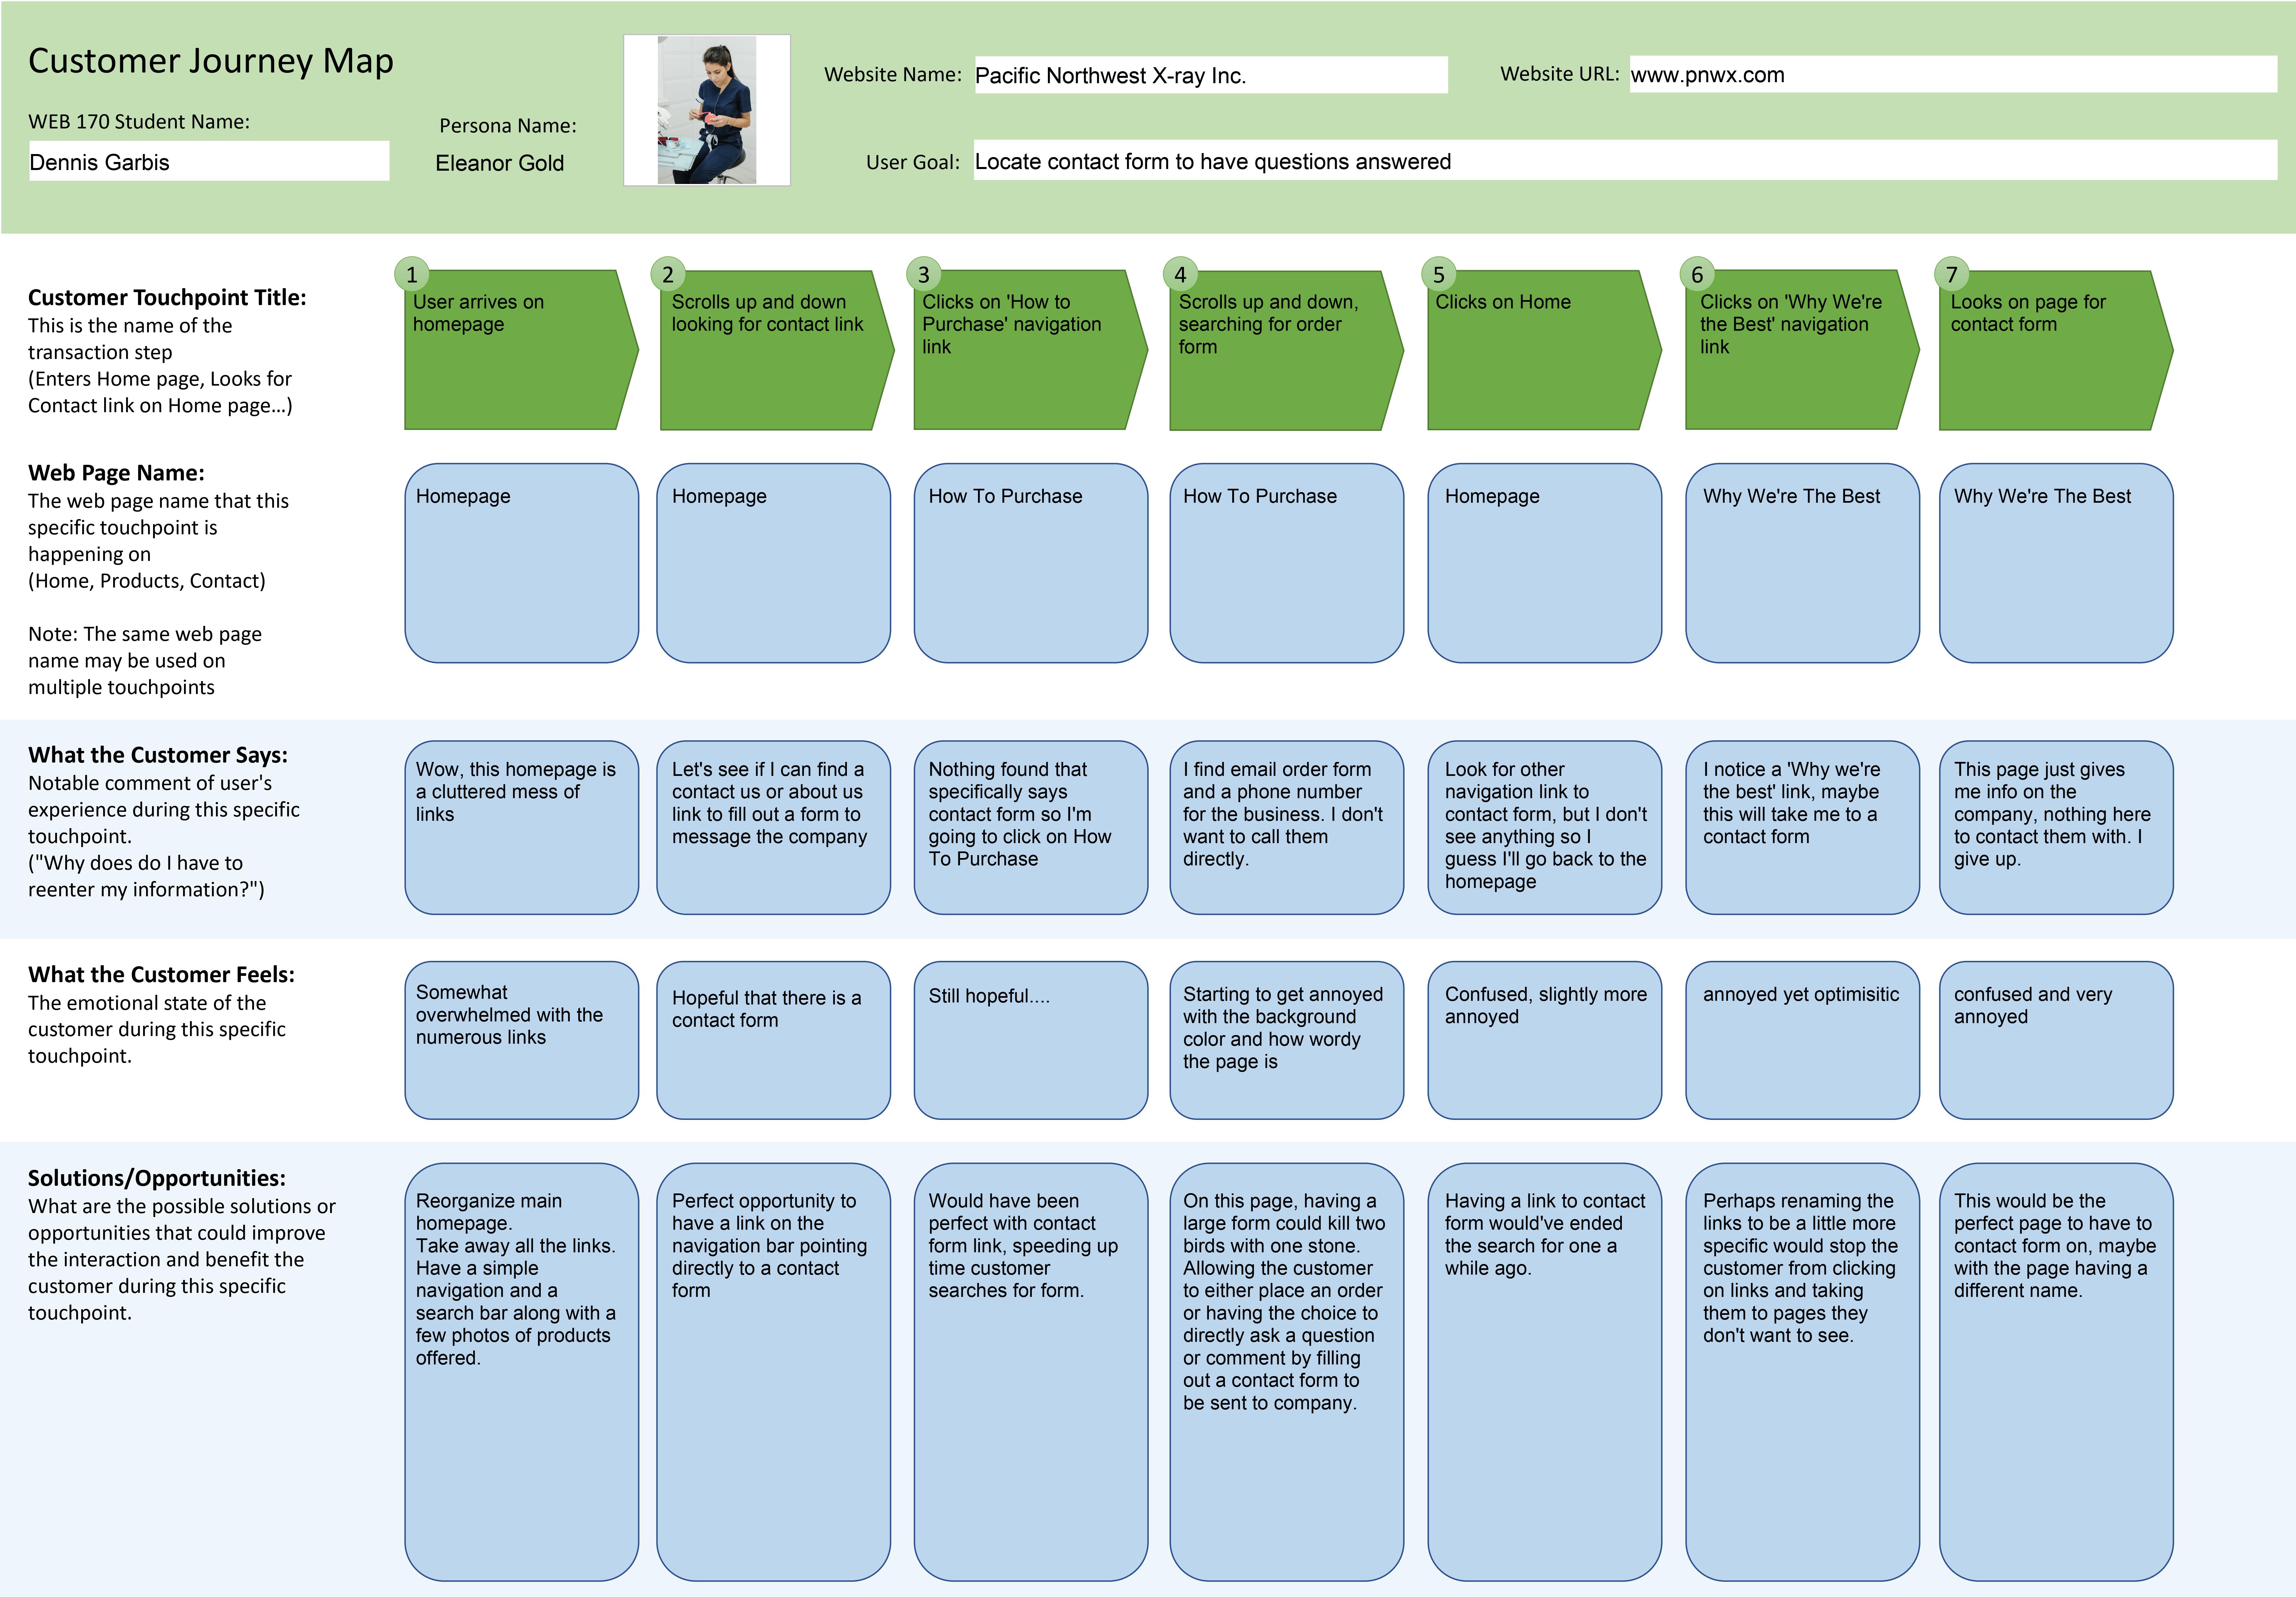 Customer Journey Map
WEB 170 Student Name:
Dennis Garbis
Persona Name:
Eleanor Gold
Website Name:
Pacific Northwest X-ray Inc.
Website URL:
www.pnwx.com
User Goal:
Locate contact form to have questions answered
Customer Touchpoint Title:
This is the name of the
transaction step
(Enters Home page, Looks for
Contact link on Home page...)
1
User arrives on
homepage
2
Scrolls up and down
looking for contact link
3
Clicks on 'How to
Purchase' navigation
link
4
Scrolls up and down,
searching for order
form
5
Clicks on Home
6
Clicks on 'Why We're
the Best' navigation
link
7
Looks on page for
contact form
Web Page Name:
The web page name that this
specific touchpoint is
happening on
(Home, Products, Contact)
Note: The same web page
name may be used on
multiple touchpoints
Homepage
Homepage
How To Purchase
How To Purchase
Homepage
Why We're The Best
Why We're The Best
What the Customer Says:
Notable comment of user's
experience during this specific
touchpoint.
("Why does do I have to
reenter my information?")
Wow, this homepage is
a cluttered mess of
links
Let's see if I can find a
contact us or about us
link to fill out a form to
message the company
Nothing found that
specifically says
contact form so I'm
going to click on How
To Purchase
I find email order form
and a phone number
for the business. I don't
want to call them
directly.
Look for other
navigation link to
contact form, but I don't
see anything so I
guess I'll go back to the
homepage
I notice a 'Why we're
the best' link, maybe
this will take me to a
contact form
This page just gives
me info on the
company, nothing here
to contact them with. I
give up.
What the Customer Feels:
The emotional state of the
customer during this specific
touchpoint.
Somewhat
overwhelmed with the
numerous links
Hopeful that there is a
contact form
Still hopeful....
Starting to get annoyed
with the background
color and how wordy
the page is
Confused, slightly more
annoyed
annoyed yet optimisitic
confused and very
annoyed
Solutions/Opportunities:
What are the possible solutions or
opportunities that could improve
the interaction and benefit the
customer during this specific
touchpoint.
Reorganize main
homepage.
Take away all the links.
Have a simple
navigation and a
search bar along with a
few photos of products
offered.
Perfect opportunity to
have a link on the
navigation bar pointing
directly to a contact
form
Would have been
perfect with contact
form link, speeding up
time customer
searches for form.
On this page, having a
large form could kill two
birds with one stone.
Allowing the customer
to either place an order
or having the choice to
directly ask a question
or comment by filling
out a contact form to
be sent to company.
Having a link to contact
form would've ended
the search for one a
while ago.
Perhaps renaming the
links to be a little more
specific would stop the
customer from clicking
on links and taking
them to pages they
don't want to see.
This would be the
perfect page to have to
contact form on, maybe
with the page having a
different name.